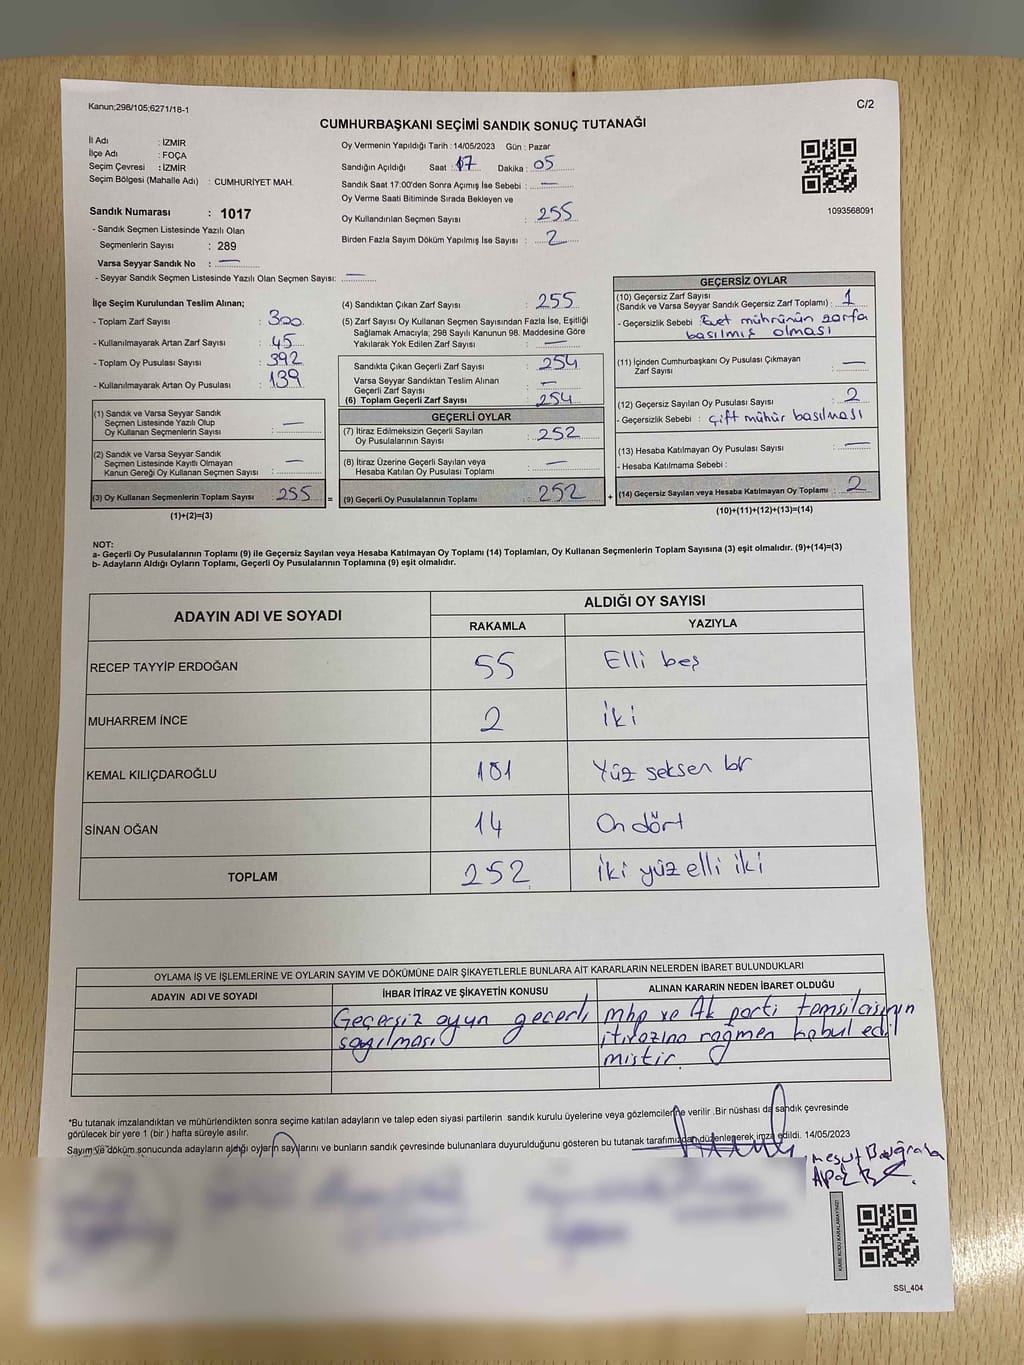 Kanun;298/105;6271/18-1
C/2
CUMHURBAŞKANI SEÇİMİ SANDIK SONUÇ TUTANAĞI
İl Adı : İZMİR
İlçe Adı : FOÇA
Seçim Çevresi : İZMİR
Seçim Bölgesi (Mahalle Adı) : CUMHURİYET MAH.
Sandık Numarası : 1017
- Sandık Seçmen Listesinde Yazılı Olan
Seçmenlerin Sayısı : 289
Varsa Seyyar Sandık No : —
- Seyyar Sandık Seçmen Listesinde Yazılı Olan Seçmen Sayısı: —
Oy Vermenin Yapıldığı Tarih : 14/05/2023 Gün : Pazar
Sandığın Açıldığı Saat : 17 Dakika : 05
Sandık Saat 17:00'den Sonra Açılmış İse Sebebi : —
Oy Verme Saati Bitiminde Sırada Bekleyen ve
Oy Kullandırılan Seçmen Sayısı : 255
Birden Fazla Sayım Döküm Yapılmış İse Sayısı : 2
1093568091
İlçe Seçim Kurulundan Teslim Alınan;
- Toplam Zarf Sayısı : 300
- Kullanılmayarak Artan Zarf Sayısı : 45
- Toplam Oy Pusulası Sayısı : 392
- Kullanılmayarak Artan Oy Pusulası : 139
(1) Sandık ve Varsa Seyyar Sandık
Seçmen Listesinde Yazılı Olup
Oy Kullanan Seçmenlerin Sayısı : —
(2) Sandık ve Varsa Seyyar Sandık
Seçmen Listesinde Kayıtlı Olmayan
Kanun Gereği Oy Kullanan Seçmen Sayısı : —
(3) Oy Kullanan Seçmenlerin Toplam Sayısı : 255 =
(1)+(2)=(3)
(4) Sandıktan Çıkan Zarf Sayısı : 255
(5) Zarf Sayısı Oy Kullanan Seçmen Sayısından Fazla İse, Eşitliği
Sağlamak Amacıyla; 298 Sayılı Kanunun 98. Maddesine Göre
Yakılarak Yok Edilen Zarf Sayısı : —
Sandıkta Çıkan Geçerli Zarf Sayısı : 254
Varsa Seyyar Sandıktan Teslim Alınan
Geçerli Zarf Sayısı : —
(6) Toplam Geçerli Zarf Sayısı : 254
GEÇERLİ OYLAR
(7) İtiraz Edilmeksizin Geçerli Sayılan
Oy Pusulalarının Sayısı : 252
(8) İtiraz Üzerine Geçerli Sayılan veya
Hesaba Katılan Oy Pusulası Toplamı : —
(9) Geçerli Oy Pusulalarının Toplamı : 252 +
GEÇERSİZ OYLAR
(10) Geçersiz Zarf Sayısı
(Sandık ve Varsa Seyyar Sandık Geçersiz Zarf Toplamı) : 1
- Geçersizlik Sebebi : Evet mührünün zarfa
basılmış olması
(11) İçinden Cumhurbaşkanı Oy Pusulası Çıkmayan
Zarf Sayısı : —
(12) Geçersiz Sayılan Oy Pusulası Sayısı : 2
- Geçersizlik Sebebi : çift mühür basılması
(13) Hesaba Katılmayan Oy Pusulası Sayısı : —
- Hesaba Katılmama Sebebi :
(14) Geçersiz Sayılan veya Hesaba Katılmayan Oy Toplamı : 2
(10)+(11)+(12)+(13)=(14)
NOT:
a- Geçerli Oy Pusulalarının Toplamı (9) ile Geçersiz Sayılan veya Hesaba Katılmayan Oy Toplamı (14) Toplamları, Oy Kullanan Seçmenlerin Toplam Sayısına (3) eşit olmalıdır. (9)+(14)=(3)
b- Adayların Aldığı Oyların Toplamı, Geçerli Oy Pusulalarının Toplamına (9) eşit olmalıdır.
ADAYIN ADI VE SOYADI ALDIĞI OY SAYISI
RAKAMLA YAZIYLA
RECEP TAYYİP ERDOĞAN 55 Elli beş
MUHARREM İNCE 2 İki
KEMAL KILIÇDAROĞLU 181 Yüz seksen bir
SİNAN OĞAN 14 On dört
TOPLAM 252 İki yüz elli iki
OYLAMA İŞ VE İŞLEMLERİNE VE OYLARIN SAYIM VE DÖKÜMÜNE DAİR ŞİKAYETLERLE BUNLARA AİT KARARLARIN NELERDEN İBARET BULUNDUKLARI
ADAYIN ADI VE SOYADI İHBAR İTİRAZ VE ŞİKAYETİN KONUSU ALINAN KARARIN NEDEN İBARET OLDUĞU
Geçersiz oyun geçerli mhp ve Ak parti temsilcisinin
sayılması itirazına rağmen kabul edil
miştir.
*Bu tutanak imzalandıktan ve mühürlendikten sonra seçime katılan adayların ve talep eden siyasi partilerin sandık kurulu üyelerine veya gözlemcilerine verilir .Bir nüshası da sandık çevresinde
görülecek bir yere 1 (bir ) hafta süreyle asılır.
Sayım ve döküm sonucunda adayların aldığı oyların sayılarını ve bunların sandık çevresinde bulunanlara duyurulduğunu gösteren bu tutanak tarafımızdan düzenlenerek imza edildi. 14/05/2023
KARE KODU KARALAMAYINIZ!
SSI_404